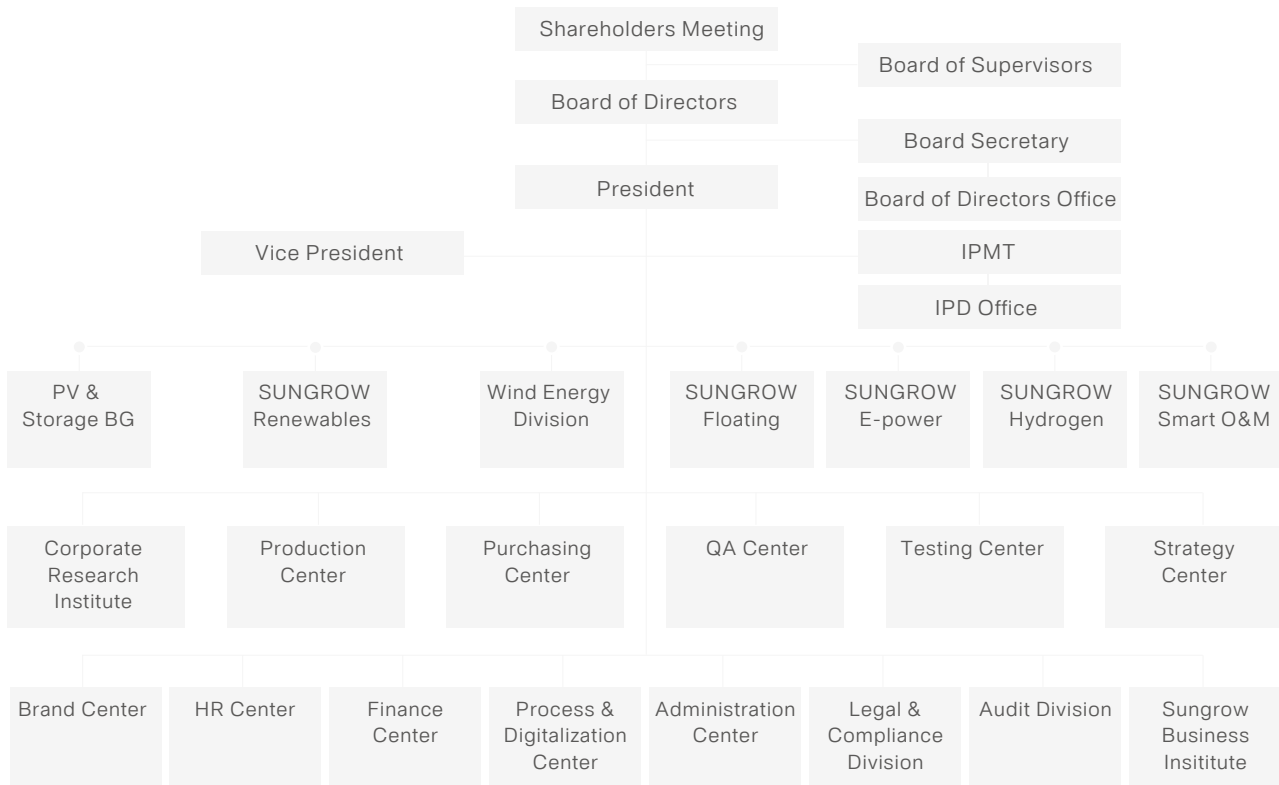 Shareholders Meeting
Board of Supervisors
Board of Directors
Board Secretary
President
Board of Directors Office
Vice President
IPMT
IPD Office
PV &
Storage BG
SUNGROW
Renewables
Wind Energy
Division
SUNGROW
Floating
SUNGROW
E-power
SUNGROW
Hydrogen
SUNGROW
Smart O&M
Corporate
Research
Institute
Production
Center
Purchasing
Center
QA Center
Testing Center
Strategy
Center
Brand Center
HR Center
Finance
Center
Process &
Digitalization
Center
Administration
Center
Legal &
Compliance
Division
Audit Division
Sungrow
Business
Insititute